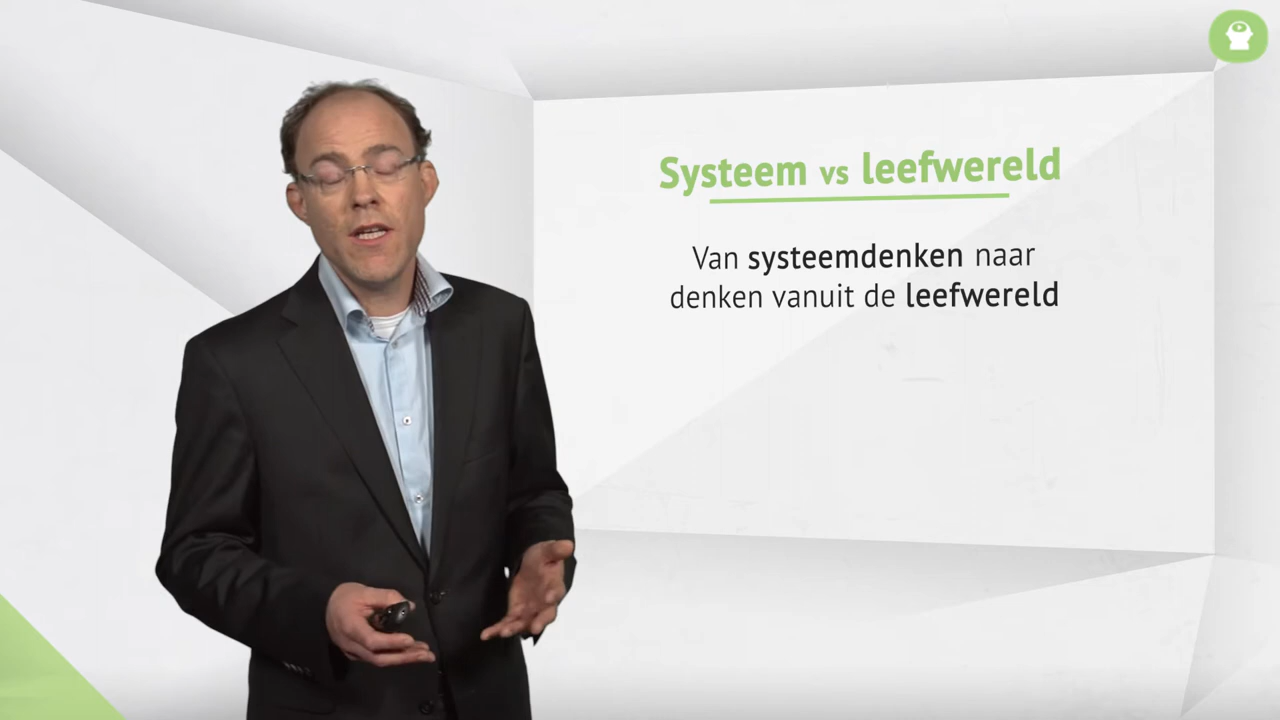 Systeem vs leefwereld
Van systeemdenken naar
denken vanuit de leefwereld